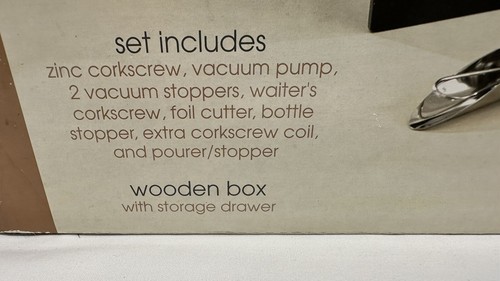 set includes
zinc corkscrew, vacuum pump,
2 vacuum stoppers, waiter's
corkscrew, foil cutter, bottle
stopper, extra corkscrew coil,
and pourer/stopper
wooden box
with storage drawer